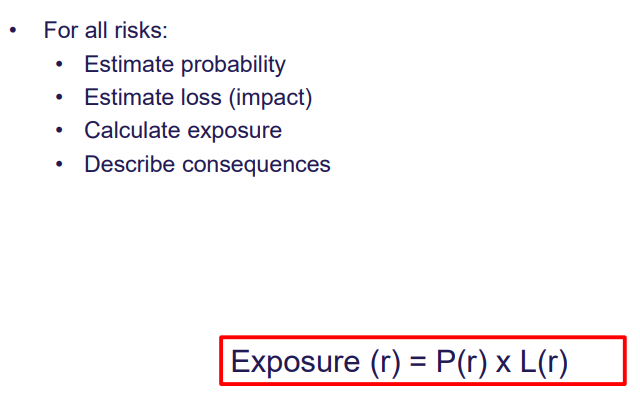 • For all risks:
• Estimate probability
• Estimate loss (impact)
• Calculate exposure
• Describe consequences
Exposure (r) = P(r) x L(r)